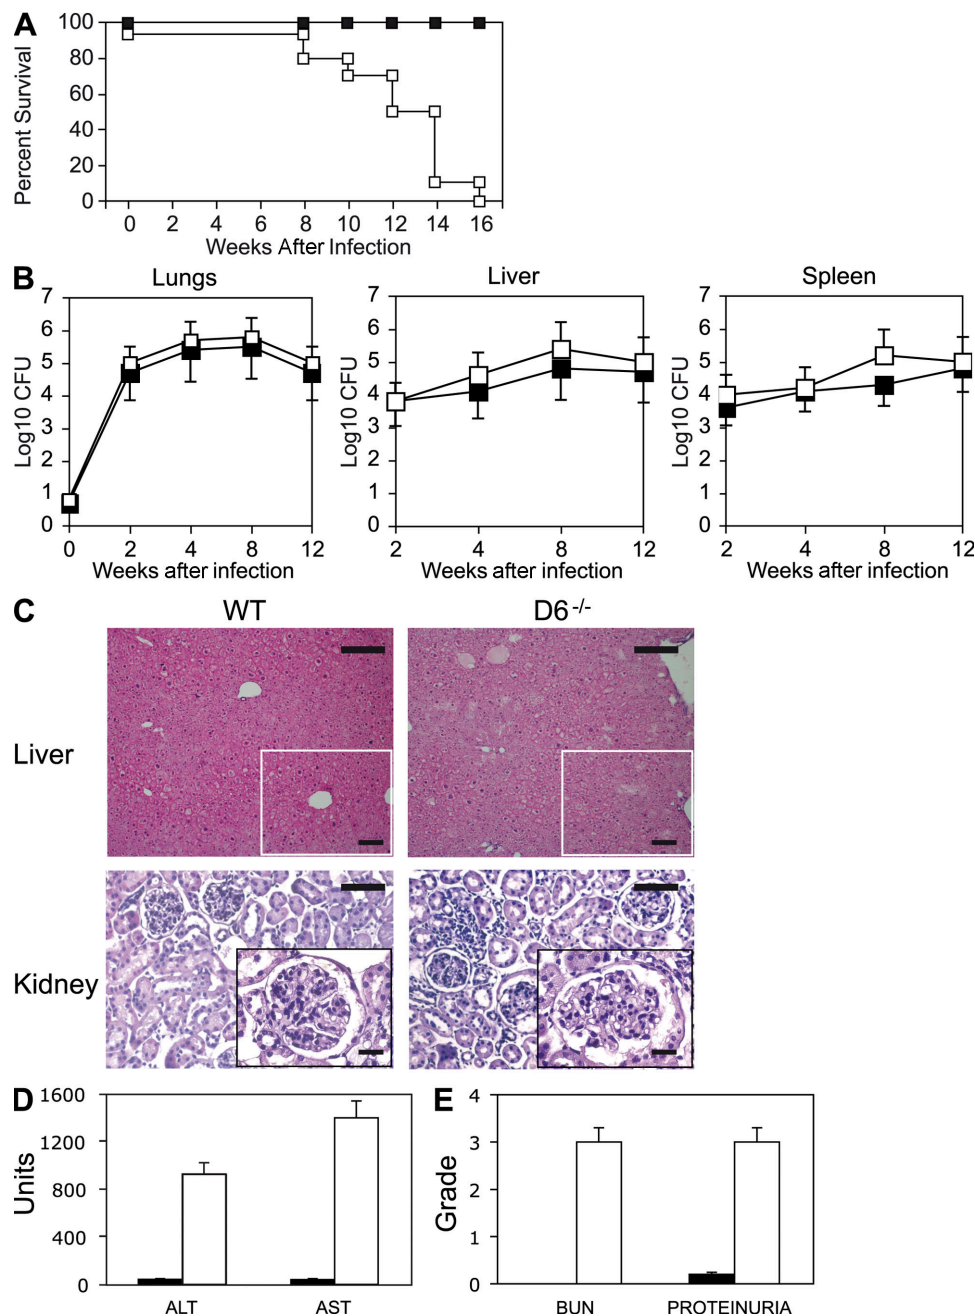 A
Percent Survival
100
80
60
40
20
0
0 2 4 6 8 10 12 14 16
Weeks After Infection
B
Lungs
Liver
Spleen
Log10 CFU
7
6
5
4
3
2
1
0
0 2 4 8 12
Weeks after infection
Log10 CFU
7
6
5
4
3
2
1
0
2 4 8 12
Weeks after infection
Log10 CFU
7
6
5
4
3
2
1
0
2 4 8 12
Weeks after infection
C
WT
D6-/-
Liver
Kidney
D
Units
1600
1200
800
400
0
ALT AST
E
Grade
4
3
2
1
0
BUN PROTEINURIA